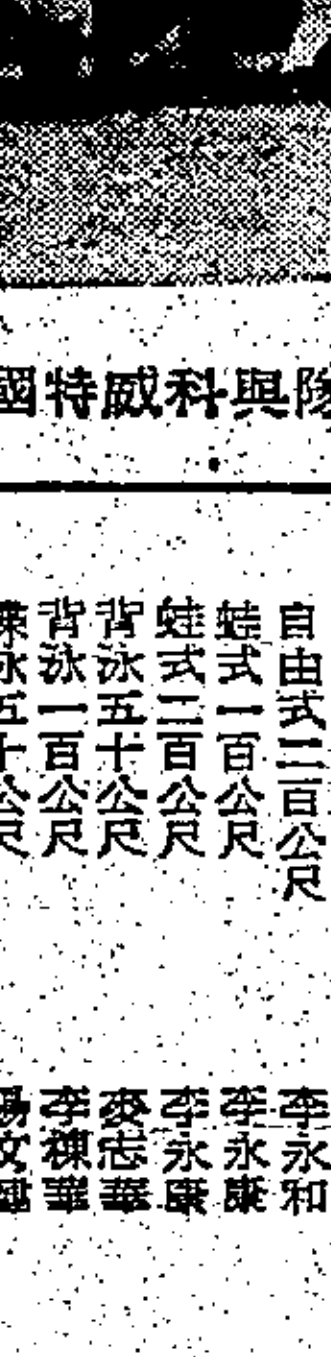 國特威科與隊
自由式二百公尺 李永和
蛙式一百公尺 李永康
蛙式二百公尺 李永康
背泳五十公尺 麥志華
背泳一百公尺 李棟華
泳五十公尺